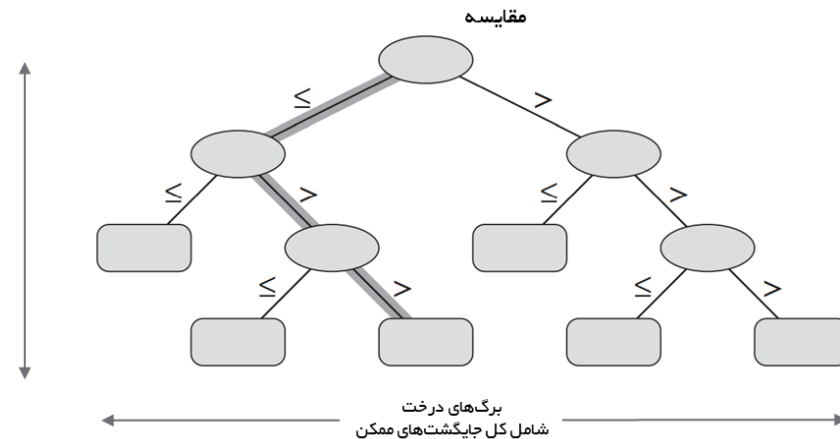 مقایسه
≤ >
≤ > ≤ >
≤ > ≤ >
برگ‌های درخت
شامل کل جایگشت‌های ممکن